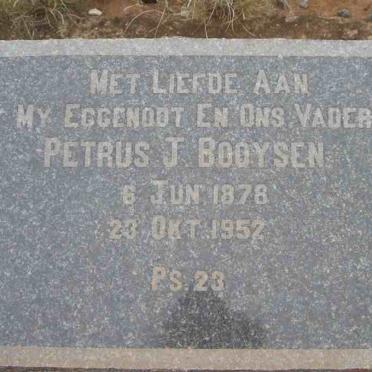 MET LIEFDE AAN
MY EGGENOOT EN ONS VADER
PETRUS J. BOOYSEN
6 JUN 1878
23 OKT. 1952
PS. 23